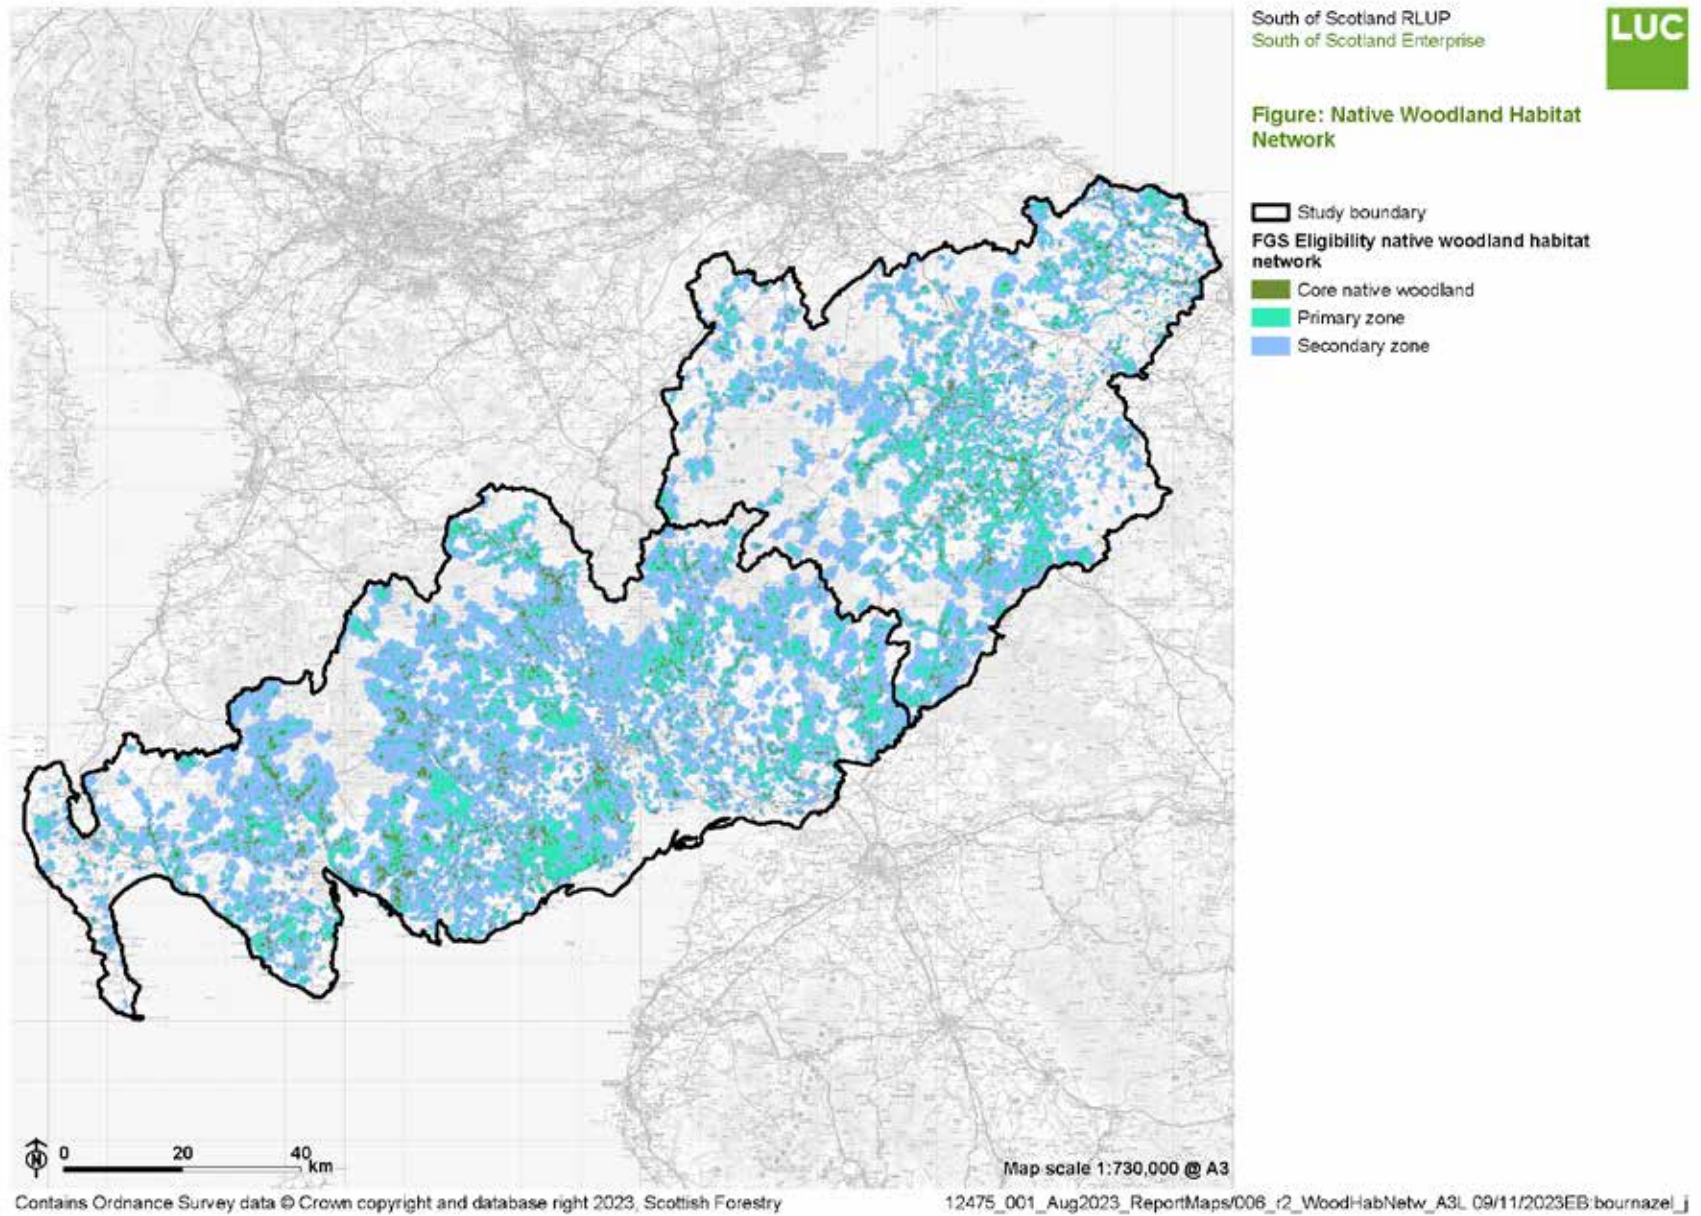 South of Scotland RLUP
South of Scotland Enterprise
LUC
Figure: Native Woodland Habitat
Network
Study boundary
FGS Eligibility native woodland habitat
network
Core native woodland
Primary zone
Secondary zone
N
0 20 40
km
Map scale 1:730,000 @ A3
Contains Ordnance Survey data © Crown copyright and database right 2023, Scottish Forestry
12475_001_Aug2023_ReportMaps/006_r2_WoodHabNetw_A3L 09/11/2023EB:bournazel_j